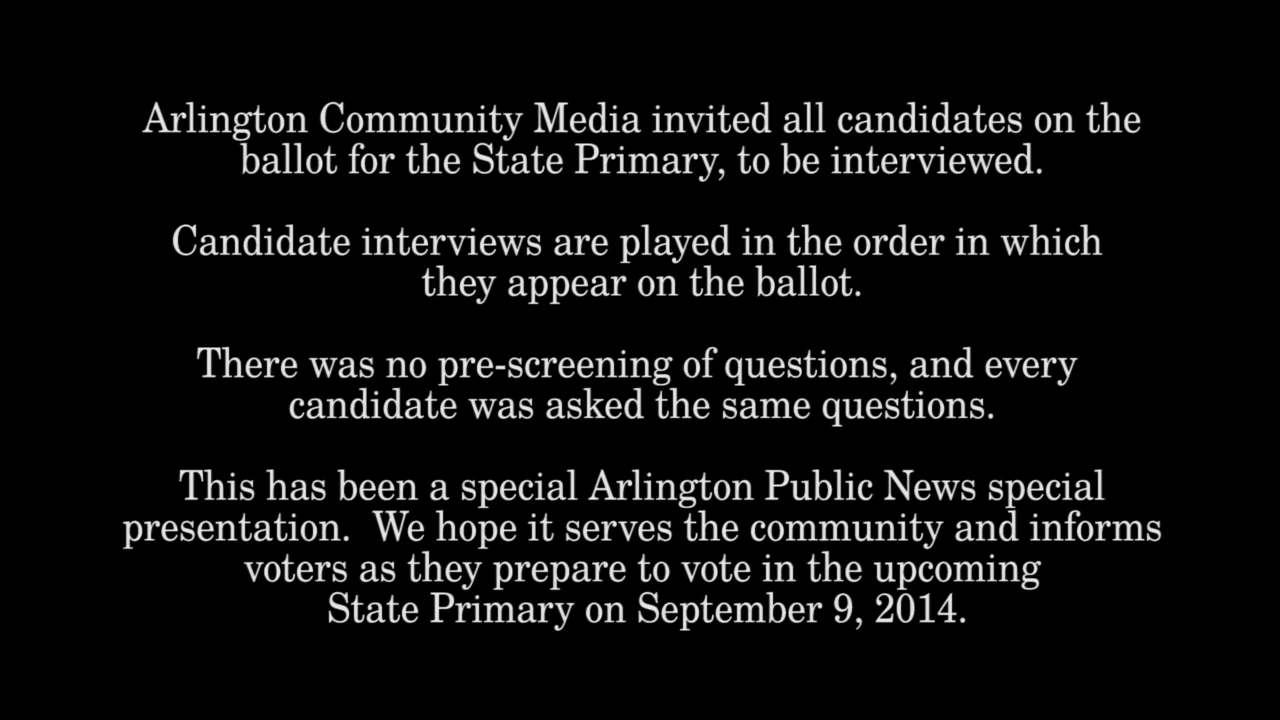 Arlington Community Media invited all candidates on the
ballot for the State Primary, to be interviewed.
Candidate interviews are played in the order in which
they appear on the ballot.
There was no pre-screening of questions, and every
candidate was asked the same questions.
This has been a special Arlington Public News special
presentation.  We hope it serves the community and informs
voters as they prepare to vote in the upcoming
State Primary on September 9, 2014.